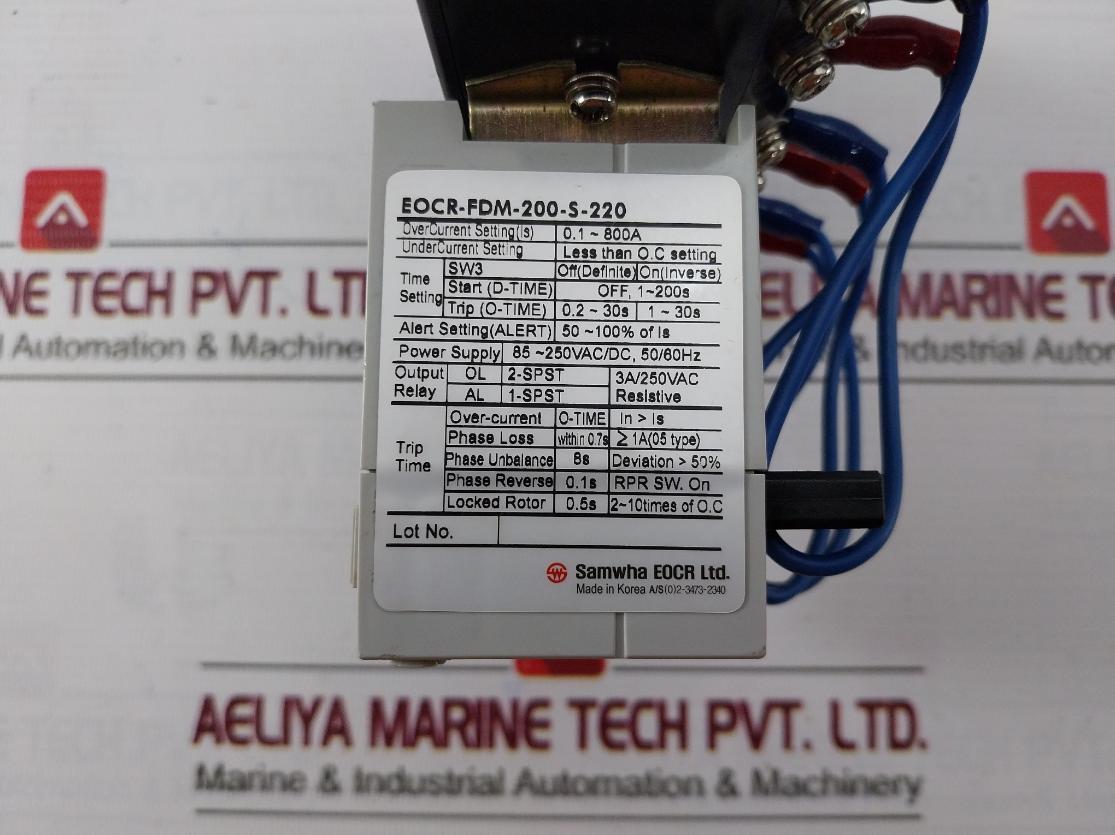 EOCR-FDM-200-S-220
OverCurrent Setting(Is) 0.1 ~ 800A
UnderCurrent Setting Less than O.C setting
Time Setting SW3 Off(Definite) On(Inverse)
Start (D-TIME) OFF, 1~200s
Trip (O-TIME) 0.2 ~ 30s 1 ~ 30s
Alert Setting(ALERT) 50 ~100% of Is
Power Supply 85 ~250VAC/DC, 50/60Hz
Output Relay OL 2-SPST 3A/250VAC
AL 1-SPST Resistive
Trip Time Over-current O-TIME In > Is
Phase Loss within 0.7s ≥ 1A(05 type)
Phase Unbalance 8s Deviation > 50%
Phase Reverse 0.1s RPR SW. On
Locked Rotor 0.5s 2~10times of O.C
Lot No.
Samwha EOCR Ltd.
Made in Korea A/S(0)2-3473-2340
NE TECH PVT. LT
l Automation & Machine
ELIYA MARINE T
ndustrial Autom
AELIYA MARINE TECH PVT. LTD.
Marine & Industrial Automation & Machinery